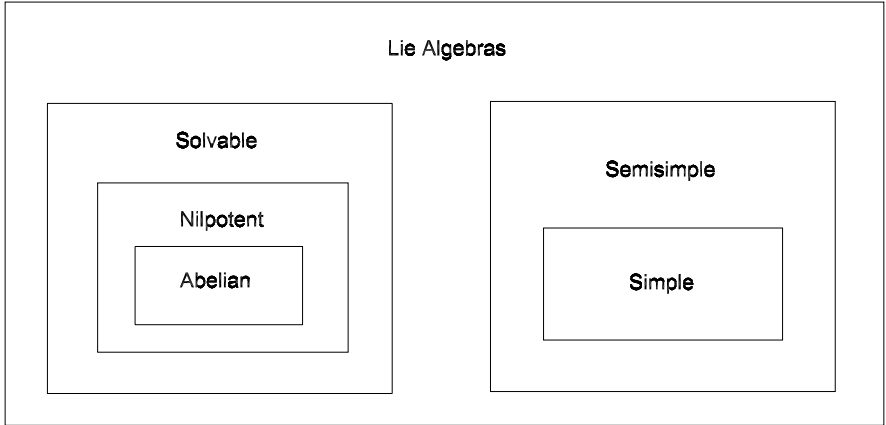 Lie Algebras
Solvable
Nilpotent
Abelian
Semisimple
Simple